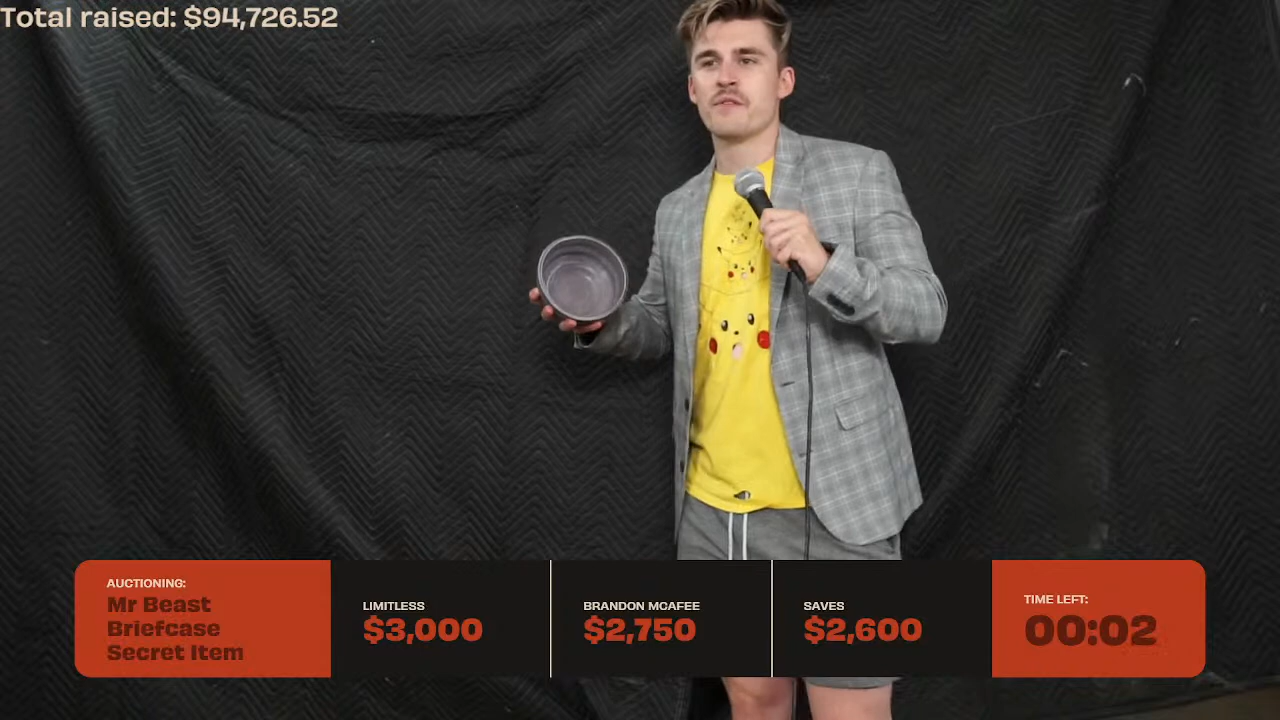 Total raised: $94,726.52
AUCTIONING:
Mr Beast
Briefcase
Secret Item
LIMITLESS
$3,000
BRANDON MCAFEE
$2,750
SAVES
$2,600
TIME LEFT:
00:02